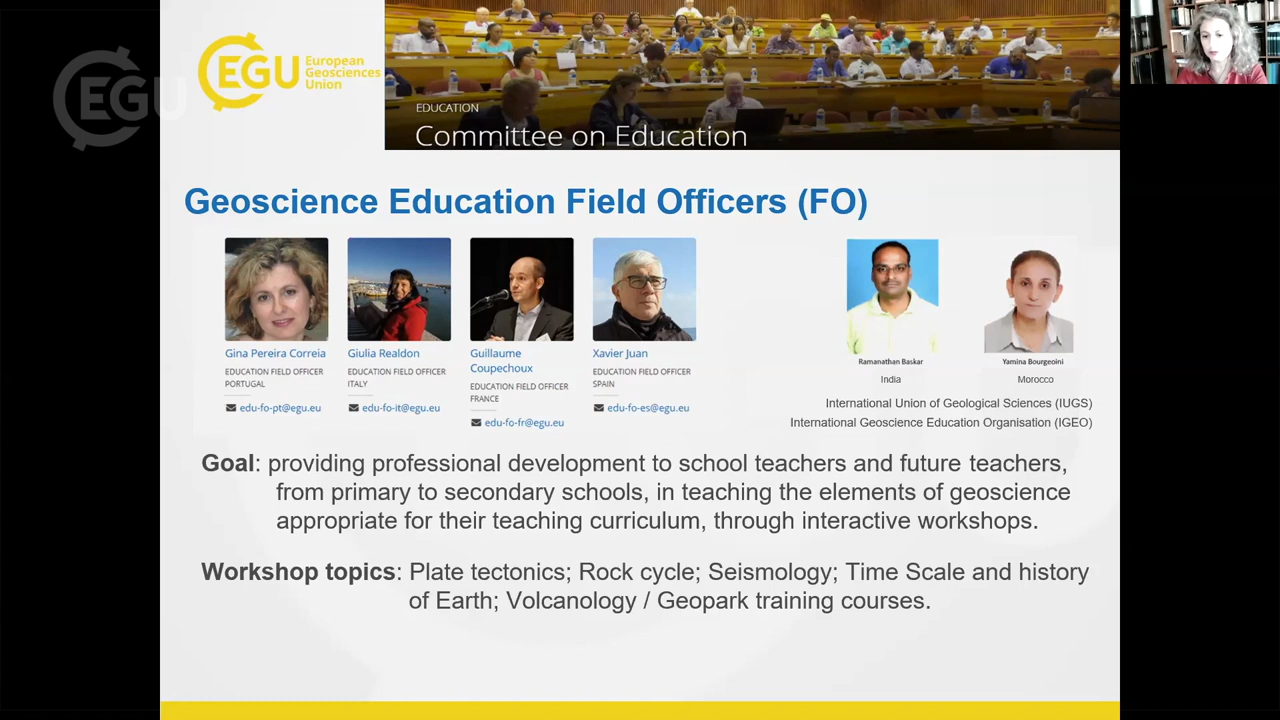 EGU
EGU European
Geosciences
Union
EDUCATION
Committee on Education
Geoscience Education Field Officers (FO)
Gina Pereira Correia
EDUCATION FIELD OFFICER
PORTUGAL
edu-fo-pt@egu.eu
Giulia Realdon
EDUCATION FIELD OFFICER
ITALY
edu-fo-it@egu.eu
Guillaume
Coupechoux
EDUCATION FIELD OFFICER
FRANCE
edu-fo-fr@egu.eu
Xavier Juan
EDUCATION FIELD OFFICER
SPAIN
edu-fo-es@egu.eu
Ramanathan Baskar
India
Yamina Bourgeoini
Morocco
International Union of Geological Sciences (IUGS)
International Geoscience Education Organisation (IGEO)
Goal: providing professional development to school teachers and future teachers,
from primary to secondary schools, in teaching the elements of geoscience
appropriate for their teaching curriculum, through interactive workshops.
Workshop topics: Plate tectonics; Rock cycle; Seismology; Time Scale and history
of Earth; Volcanology / Geopark training courses.